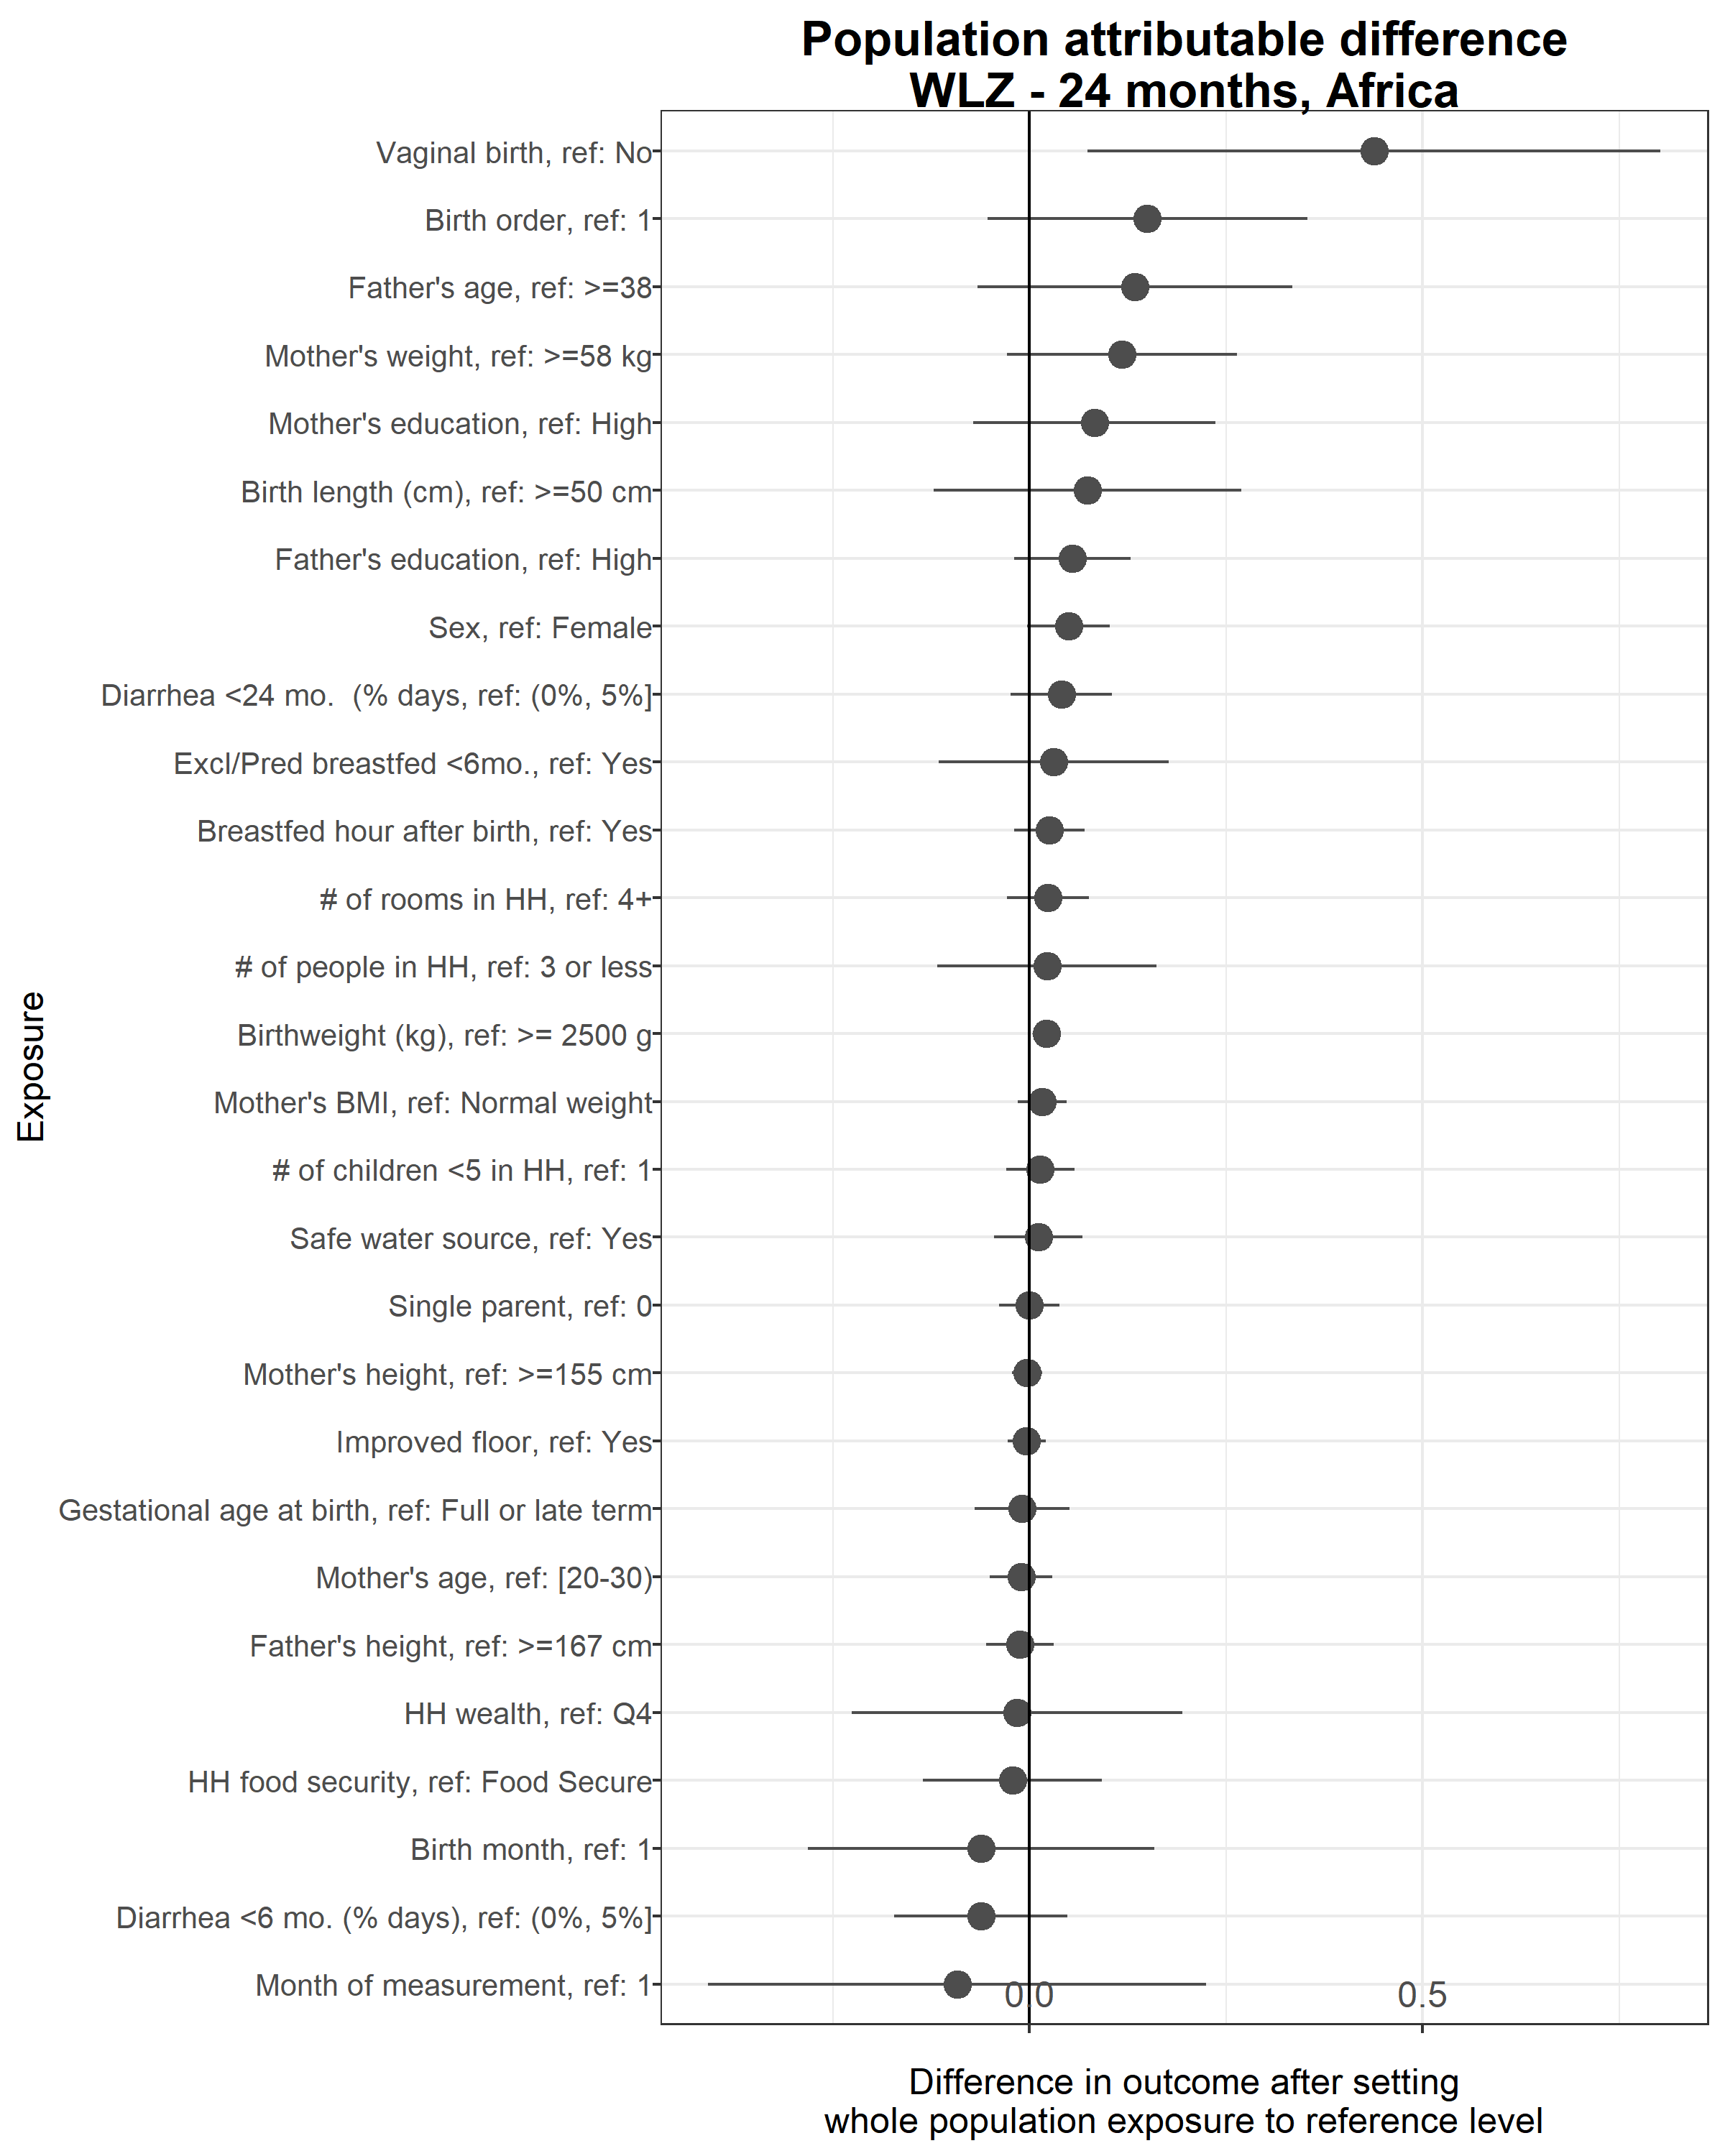 Population attributable difference
WLZ - 24 months, Africa
Exposure
Vaginal birth, ref: No
Birth order, ref: 1
Father's age, ref: >=38
Mother's weight, ref: >=58 kg
Mother's education, ref: High
Birth length (cm), ref: >=50 cm
Father's education, ref: High
Sex, ref: Female
Diarrhea <24 mo.  (% days, ref: (0%, 5%]
Excl/Pred breastfed <6mo., ref: Yes
Breastfed hour after birth, ref: Yes
# of rooms in HH, ref: 4+
# of people in HH, ref: 3 or less
Birthweight (kg), ref: >= 2500 g
Mother's BMI, ref: Normal weight
# of children <5 in HH, ref: 1
Safe water source, ref: Yes
Single parent, ref: 0
Mother's height, ref: >=155 cm
Improved floor, ref: Yes
Gestational age at birth, ref: Full or late term
Mother's age, ref: [20-30)
Father's height, ref: >=167 cm
HH wealth, ref: Q4
HH food security, ref: Food Secure
Birth month, ref: 1
Diarrhea <6 mo. (% days), ref: (0%, 5%]
Month of measurement, ref: 1
0.0 0.5
Difference in outcome after setting
whole population exposure to reference level